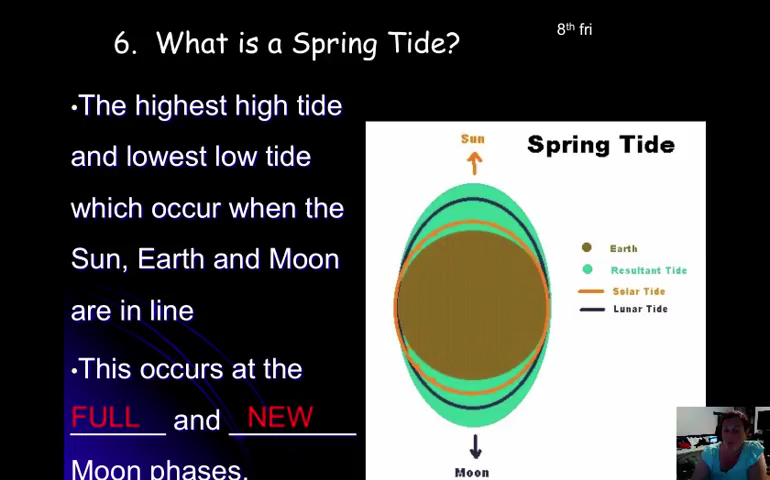 6. What is a Spring Tide?
8th fri
•The highest high tide
and lowest low tide
which occur when the
Sun, Earth and Moon
are in line
•This occurs at the
FULL and NEW
Moon phases.
Sun
Spring Tide
Earth
Resultant Tide
Solar Tide
Lunar Tide
Moon